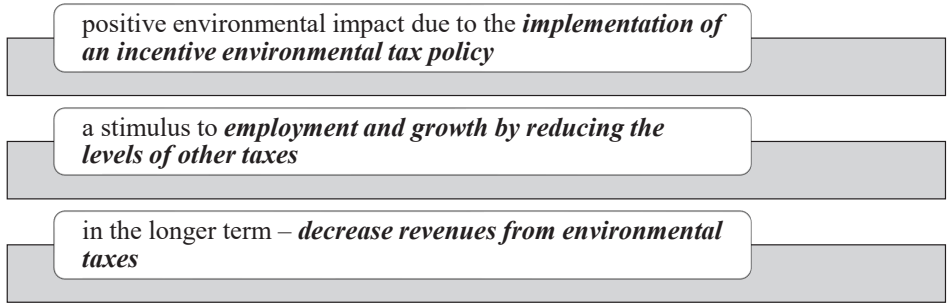 positive environmental impact due to the implementation of
an incentive environmental tax policy
a stimulus to employment and growth by reducing the
levels of other taxes
in the longer term – decrease revenues from environmental
taxes